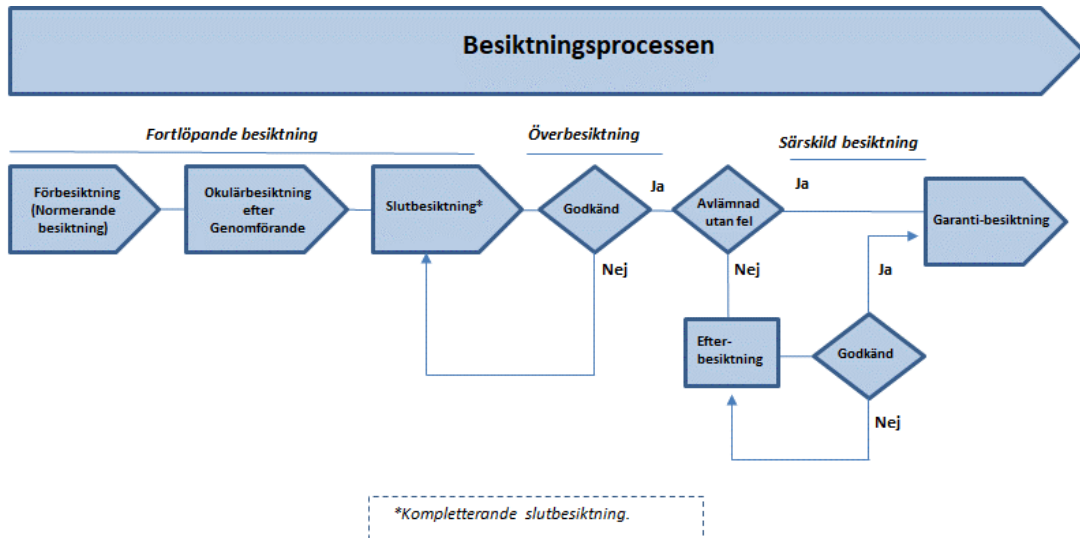 Besiktningsprocessen
Fortlöpande besiktning
Överbesiktning
Särskild besiktning
Förbesiktning
(Normerande
besiktning)
Okulärbesiktning
efter
Genomförande
Slutbesiktning*
Godkänd
Ja
Avlämnad
utan fel
Ja
Garanti-besiktning
Nej
Nej
Ja
Efter-
besiktning
Godkänd
Nej
*Kompletterande slutbesiktning.